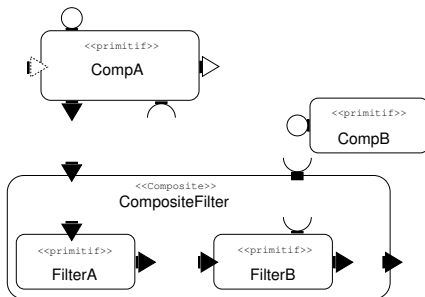 <<primitif>>
CompA
<<primitif>>
CompB
<<Composite>>
CompositeFilter
<<primitif>>
FilterA
<<primitif>>
FilterB